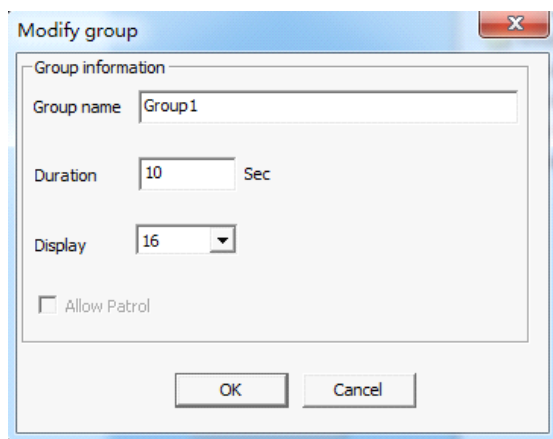 Modify group
Group information
Group name Group1
Duration 10 Sec
Display 16
Allow Patrol
OK Cancel